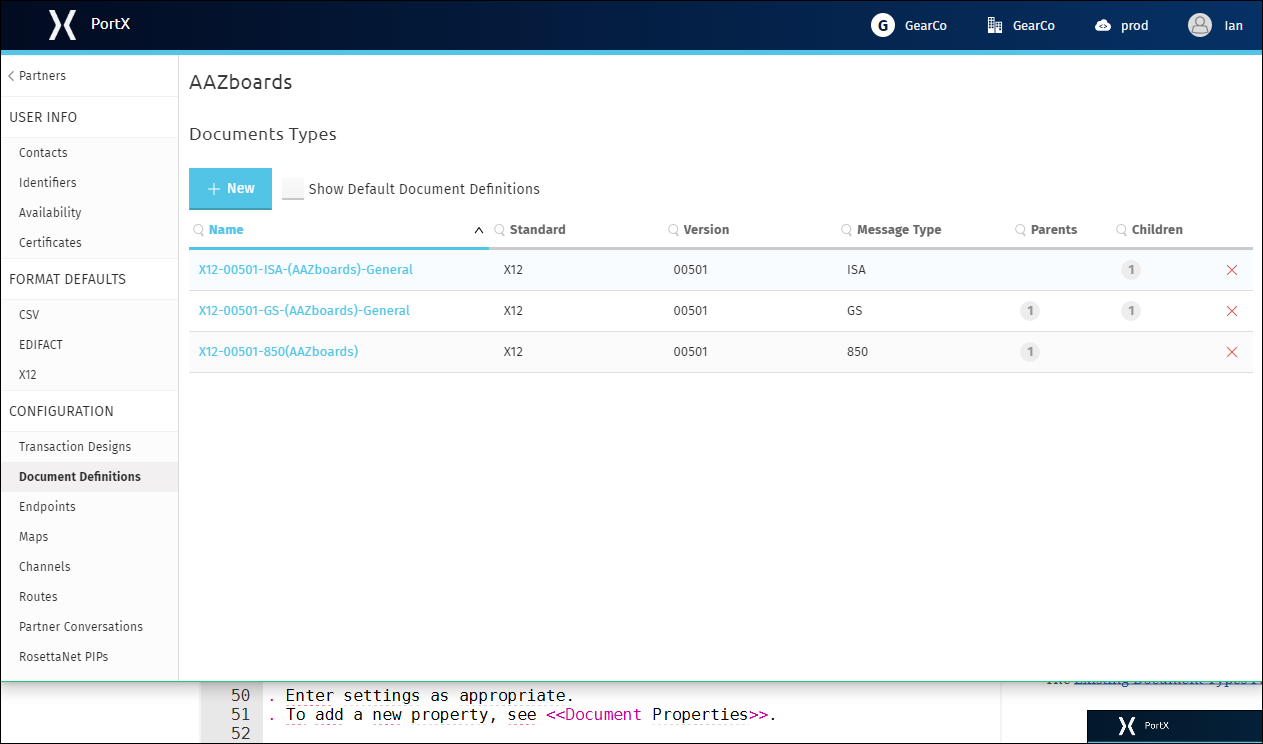 PortX
G GearCo
GearCo
prod
Ian
Partners
USER INFO
Contacts
Identifiers
Availability
Certificates
FORMAT DEFAULTS
CSV
EDIFACT
X12
CONFIGURATION
Transaction Designs
Document Definitions
Endpoints
Maps
Channels
Routes
Partner Conversations
RosettaNet PIPs
AAZboards
Documents Types
+ New
Show Default Document Definitions
Name Standard Version Message Type Parents Children
X12-00501-ISA-(AAZboards)-General X12 00501 ISA 1
X12-00501-GS-(AAZboards)-General X12 00501 GS 1 1
X12-00501-850(AAZboards) X12 00501 850 1
50 . Enter settings as appropriate.
51 . To add a new property, see <<Document Properties>>.
52
The Existing Document Types
PortX